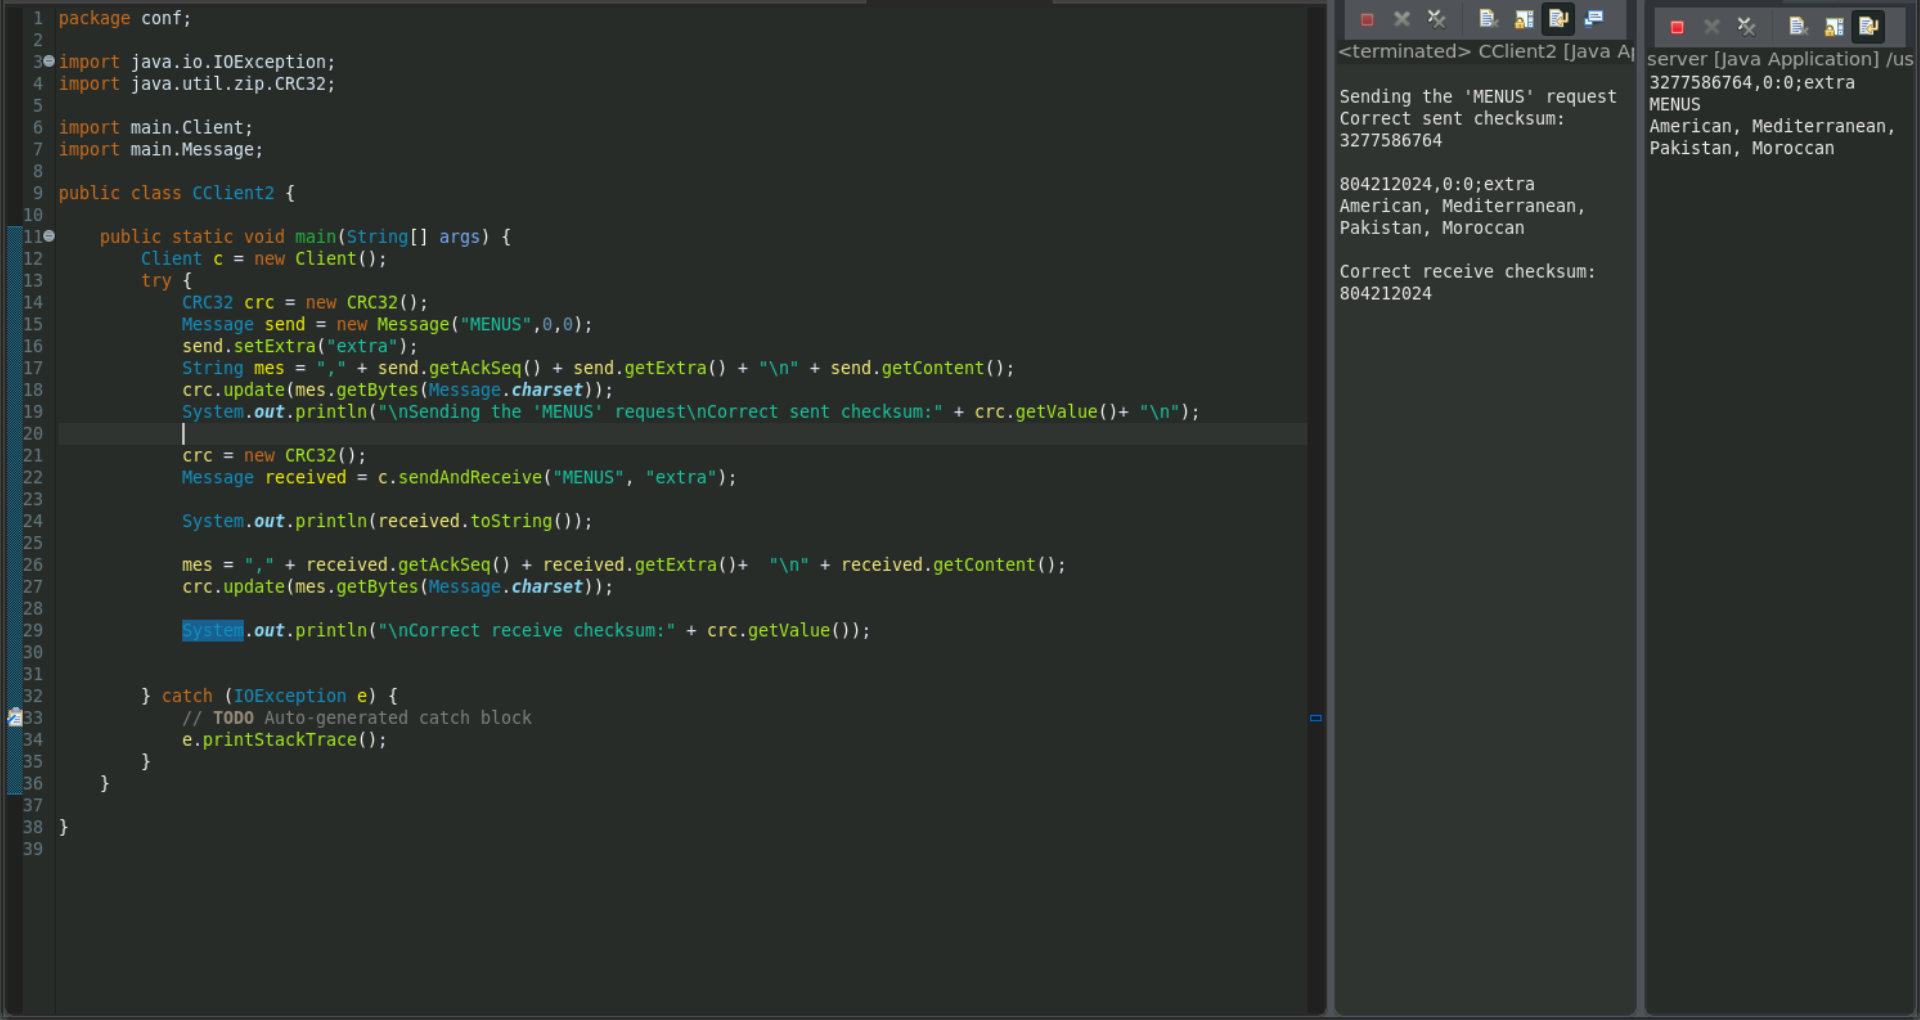 1 package conf;
2
3 import java.io.IOException;
4 import java.util.zip.CRC32;
5
6 import main.Client;
7 import main.Message;
8
9 public class CClient2 {
10
11     public static void main(String[] args) {
12         Client c = new Client();
13         try {
14             CRC32 crc = new CRC32();
15             Message send = new Message("MENUS",0,0);
16             send.setExtra("extra");
17             String mes = "," + send.getAckSeq() + send.getExtra() + "\n" + send.getContent();
18             crc.update(mes.getBytes(Message.charset));
19             System.out.println("\nSending the 'MENUS' request\nCorrect sent checksum:" + crc.getValue()+ "\n");
20
21             crc = new CRC32();
22             Message received = c.sendAndReceive("MENUS", "extra");
23
24             System.out.println(received.toString());
25
26             mes = "," + received.getAckSeq() + received.getExtra()+  "\n" + received.getContent();
27             crc.update(mes.getBytes(Message.charset));
28
29             System.out.println("\nCorrect receive checksum:" + crc.getValue());
30
31
32         } catch (IOException e) {
33             // TODO Auto-generated catch block
34             e.printStackTrace();
35         }
36     }
37
38 }
39
<terminated> CClient2 [Java A
Sending the 'MENUS' request
Correct sent checksum:
3277586764
804212024,0:0;extra
American, Mediterranean,
Pakistan, Moroccan
Correct receive checksum:
804212024
server [Java Application] /us
3277586764,0:0;extra
MENUS
American, Mediterranean,
Pakistan, Moroccan